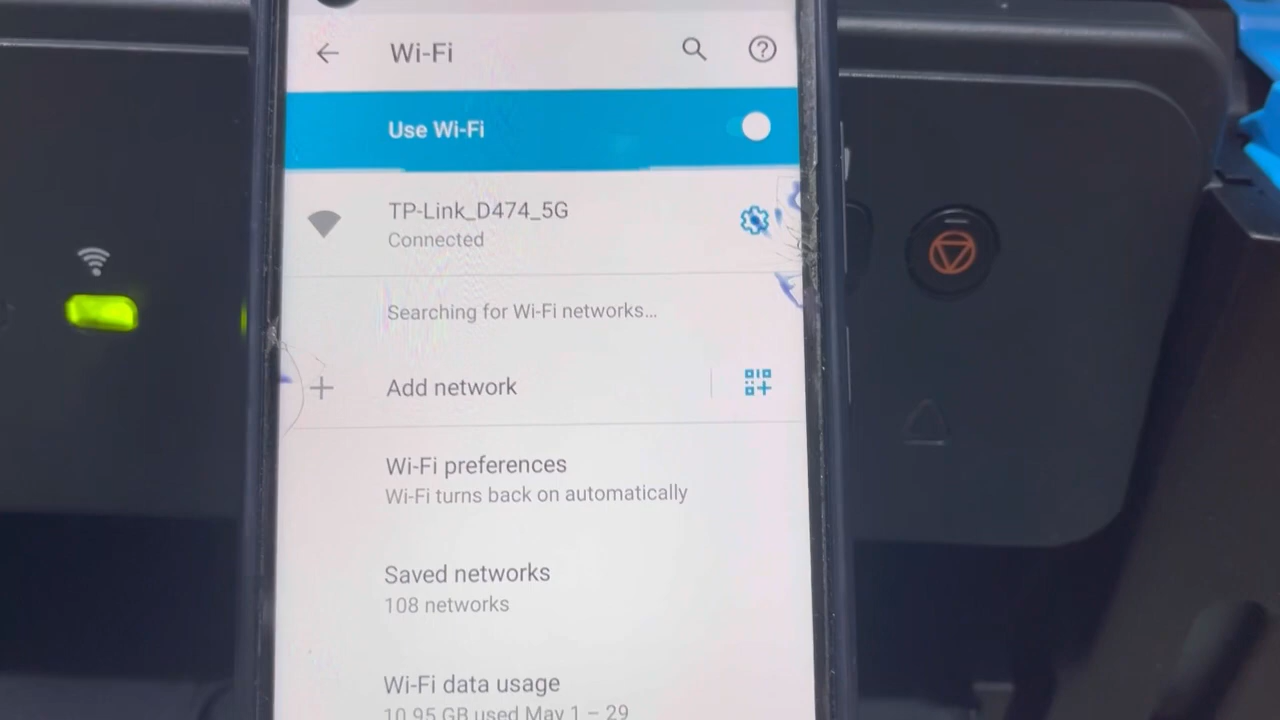 Wi-Fi
Use Wi-Fi
TP-Link_D474_5G
Connected
Searching for Wi-Fi networks…
Add network
Wi-Fi preferences
Wi-Fi turns back on automatically
Saved networks
108 networks
Wi-Fi data usage
10.95 GB used May 1 – 29